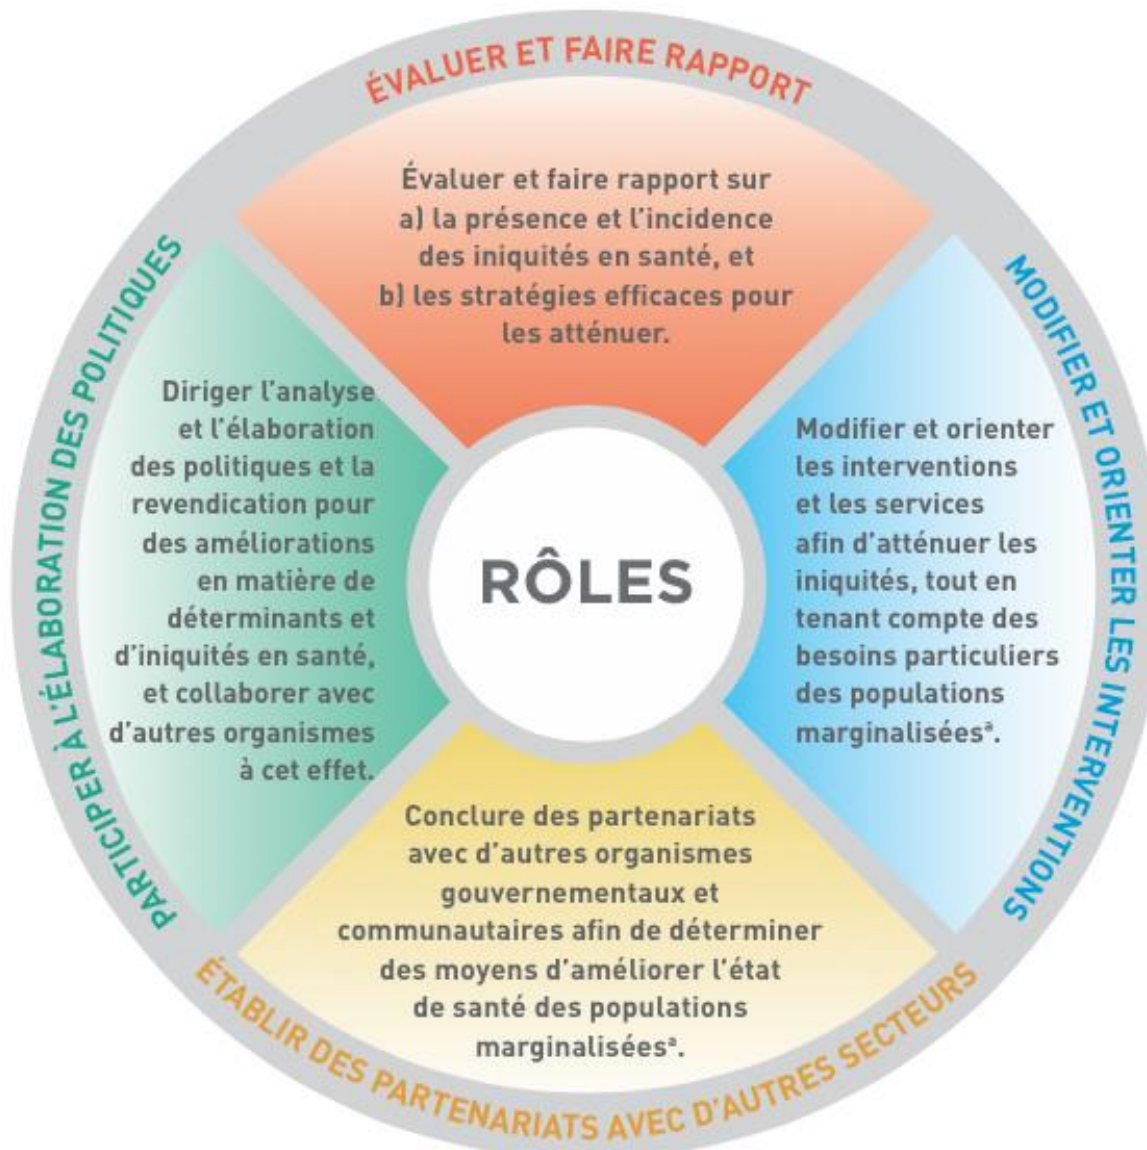 ÉVALUER ET FAIRE RAPPORT
Évaluer et faire rapport sur
a) la présence et l'incidence
des iniquités en santé, et
b) les stratégies efficaces pour
les atténuer.
MODIFIER ET ORIENTER LES INTERVENTIONS
Modifier et orienter
les interventions
et les services
afin d'atténuer les
iniquités, tout en
tenant compte des
besoins particuliers
des populations
marginaliséesª.
ÉTABLIR DES PARTENARIATS AVEC D'AUTRES SECTEURS
Conclure des partenariats
avec d'autres organismes
gouvernementaux et
communautaires afin de déterminer
des moyens d'améliorer l'état
de santé des populations
marginaliséesª.
PARTICIPER À L'ÉLABORATION DES POLITIQUES
Diriger l'analyse
et l'élaboration
des politiques et la
revendication pour
des améliorations
en matière de
déterminants et
d'iniquités en santé,
et collaborer avec
d'autres organismes
à cet effet.
RÔLES